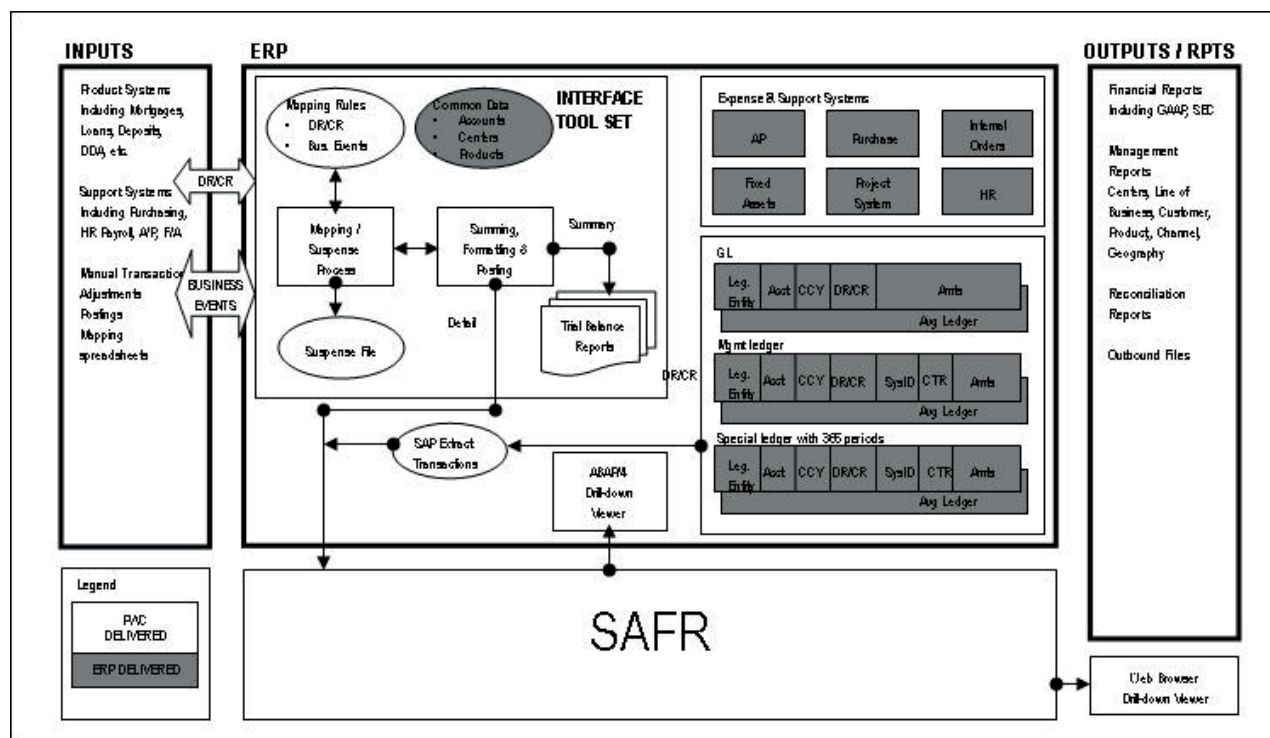 INPUTS
Product Systems
Including Mortgages,
Loans, Deposits,
DDA, etc.
Support Systems
Including Purchasing,
HR Payroll, A/P, F/A
Manual Transaction
Adjustments
Postings
Mapping
spreadsheets
DR/CR
BUSINESS
EVENTS
ERP
INTERFACE
TOOL SET
Mapping Rules
• DR/CR
• Bus. Events
Common Data
• Accounts
• Centers
• Products
Mapping /
Suspense
Process
Summing,
Formatting &
Posting
Summary
Detail
Suspense File
Trial Balance
Reports
DR/CR
SAP Extract
Transactions
ABAP/4
Drill-down
Viewer
Expense & Support Systems
AP
Purchase
Internal
Orders
Fixed
Assets
Project
System
HR
GL
Leg.
Entity
Acct
CCY
DR/CR
Amts
Aug Ledger
Mgmt ledger
Leg.
Entity
Acct
CCY
DR/CR
SysID
CTR
Amts
Aug Ledger
Special ledger with 365 periods
Leg.
Entity
Acct
CCY
DR/CR
SysID
CTR
Amts
Aug Ledger
OUTPUTS / RPTS
Financial Reports
Including GAAP, SEC
Management
Reports
Centers, Line of
Business, Customer,
Product, Channel,
Geography
Reconciliation
Reports
Outbound Files
Legend
PWC
DELIVERED
ERP DELIVERED
SAFR
Web Browser
Drill-down Viewer